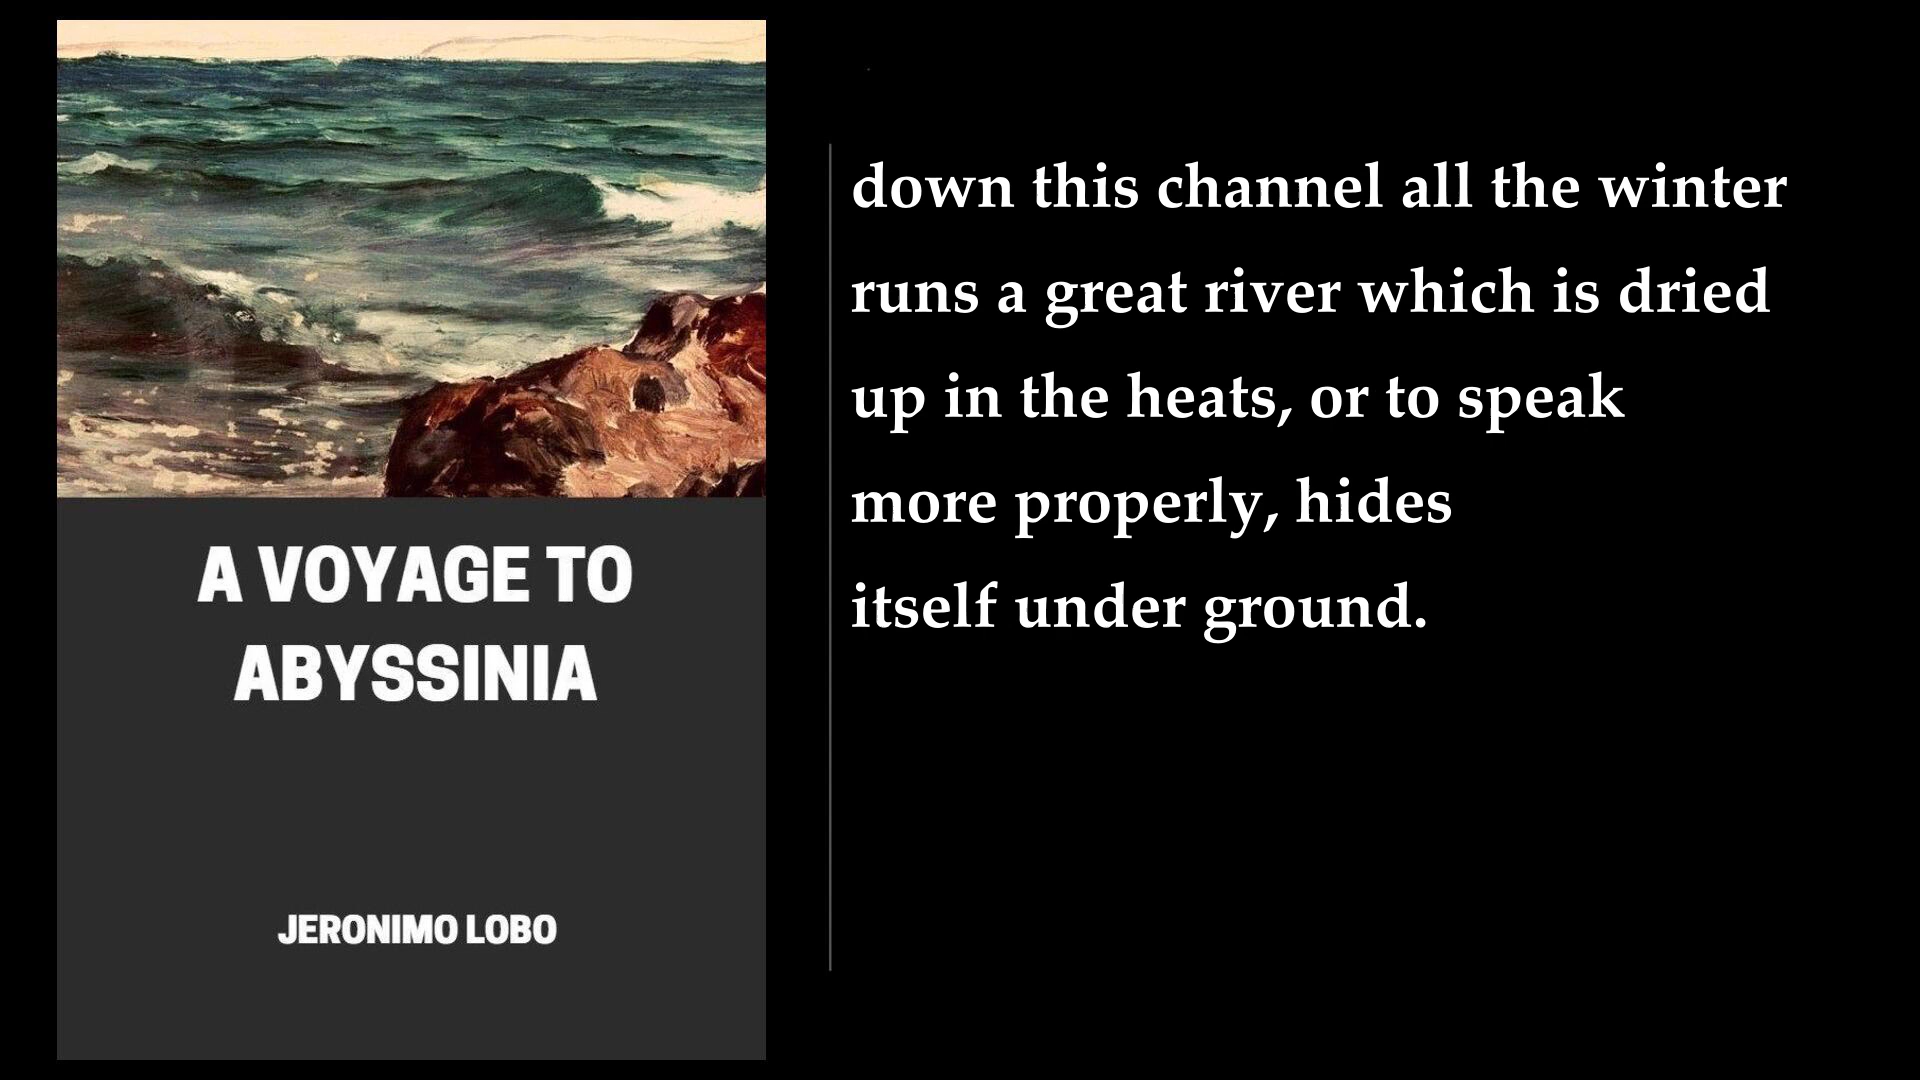 A VOYAGE TO
ABYSSINIA
JERONIMO LOBO
down this channel all the winter
runs a great river which is dried
up in the heats, or to speak
more properly, hides
itself under ground.